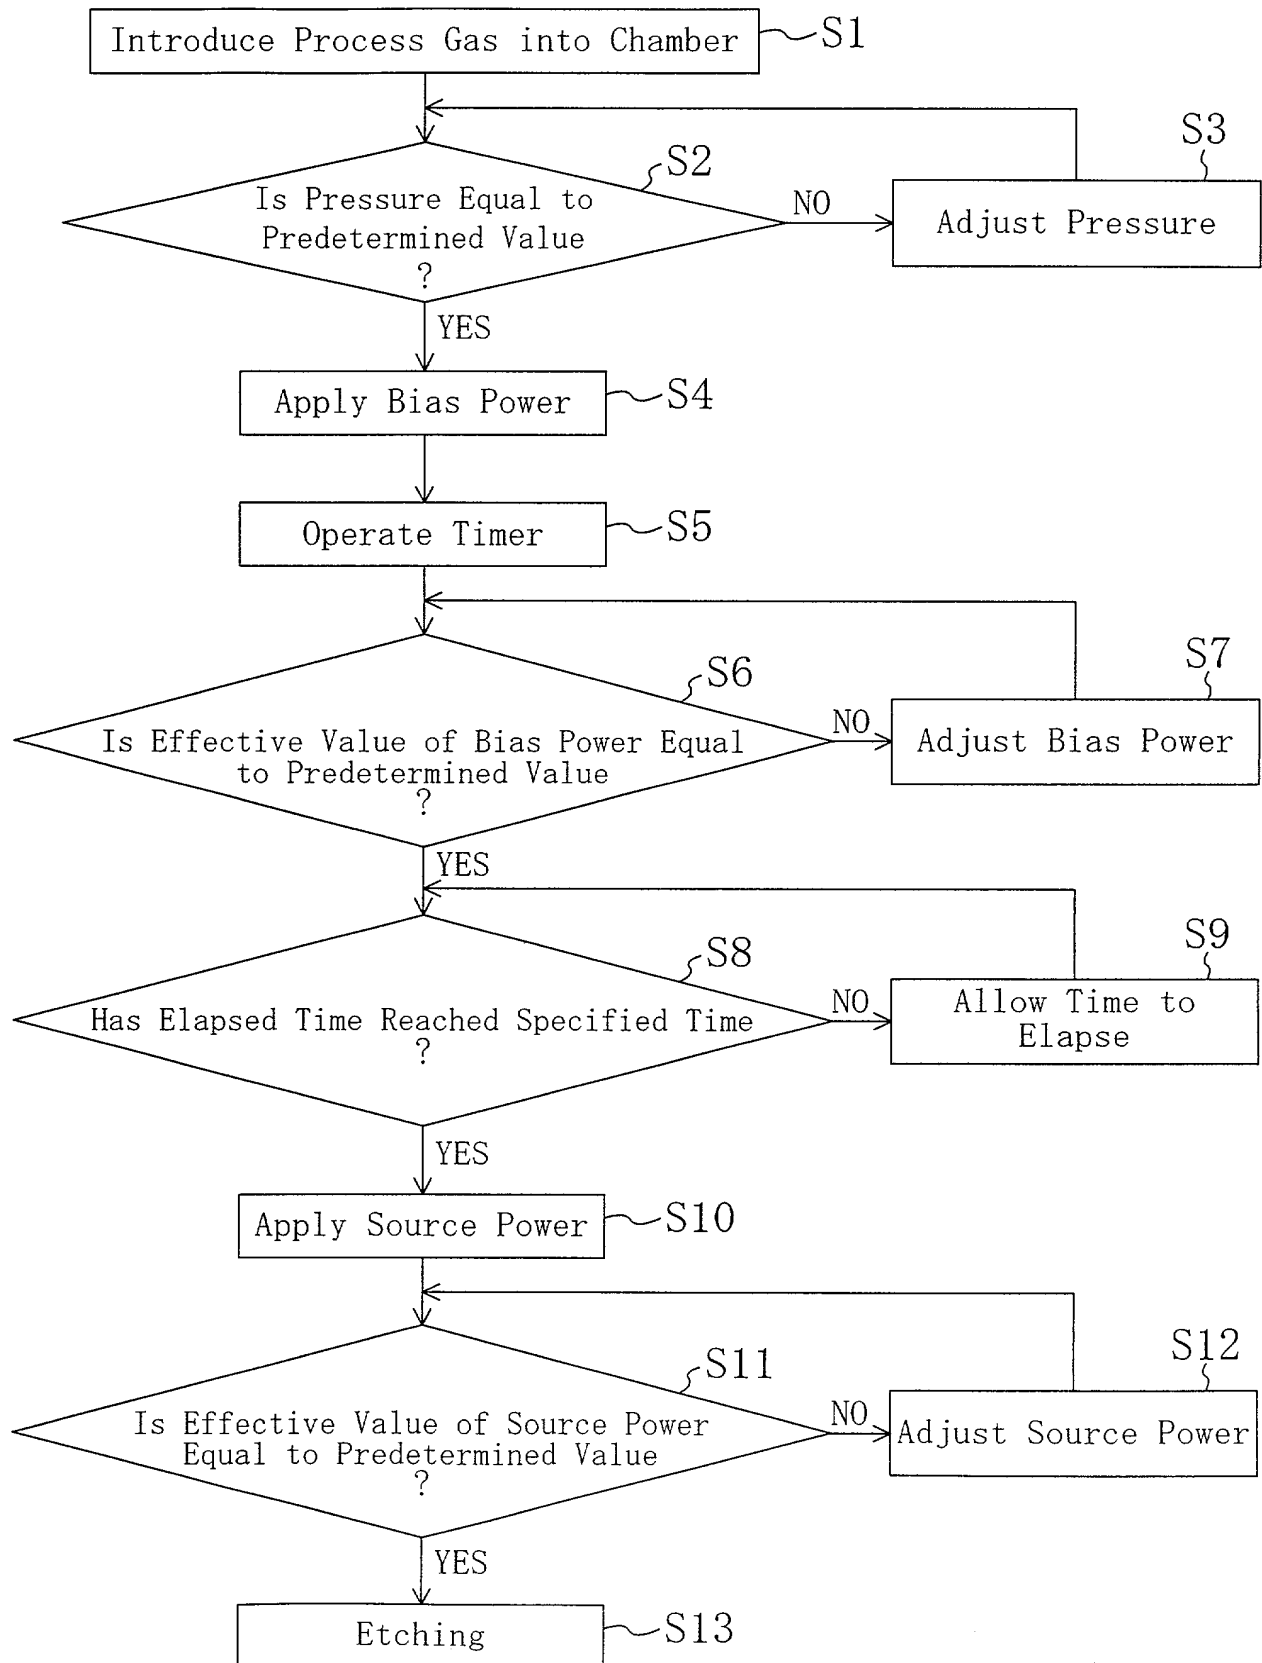 Introduce Process Gas into Chamber
S1
Is Pressure Equal to
Predetermined Value
?
S2
NO
Adjust Pressure
S3
YES
Apply Bias Power
S4
Operate Timer
S5
Is Effective Value of Bias Power Equal
to Predetermined Value
?
S6
NO
Adjust Bias Power
S7
YES
Has Elapsed Time Reached Specified Time
?
S8
NO
Allow Time to
Elapse
S9
YES
Apply Source Power
S10
Is Effective Value of Source Power
Equal to Predetermined Value
?
S11
NO
Adjust Source Power
S12
YES
Etching
S13